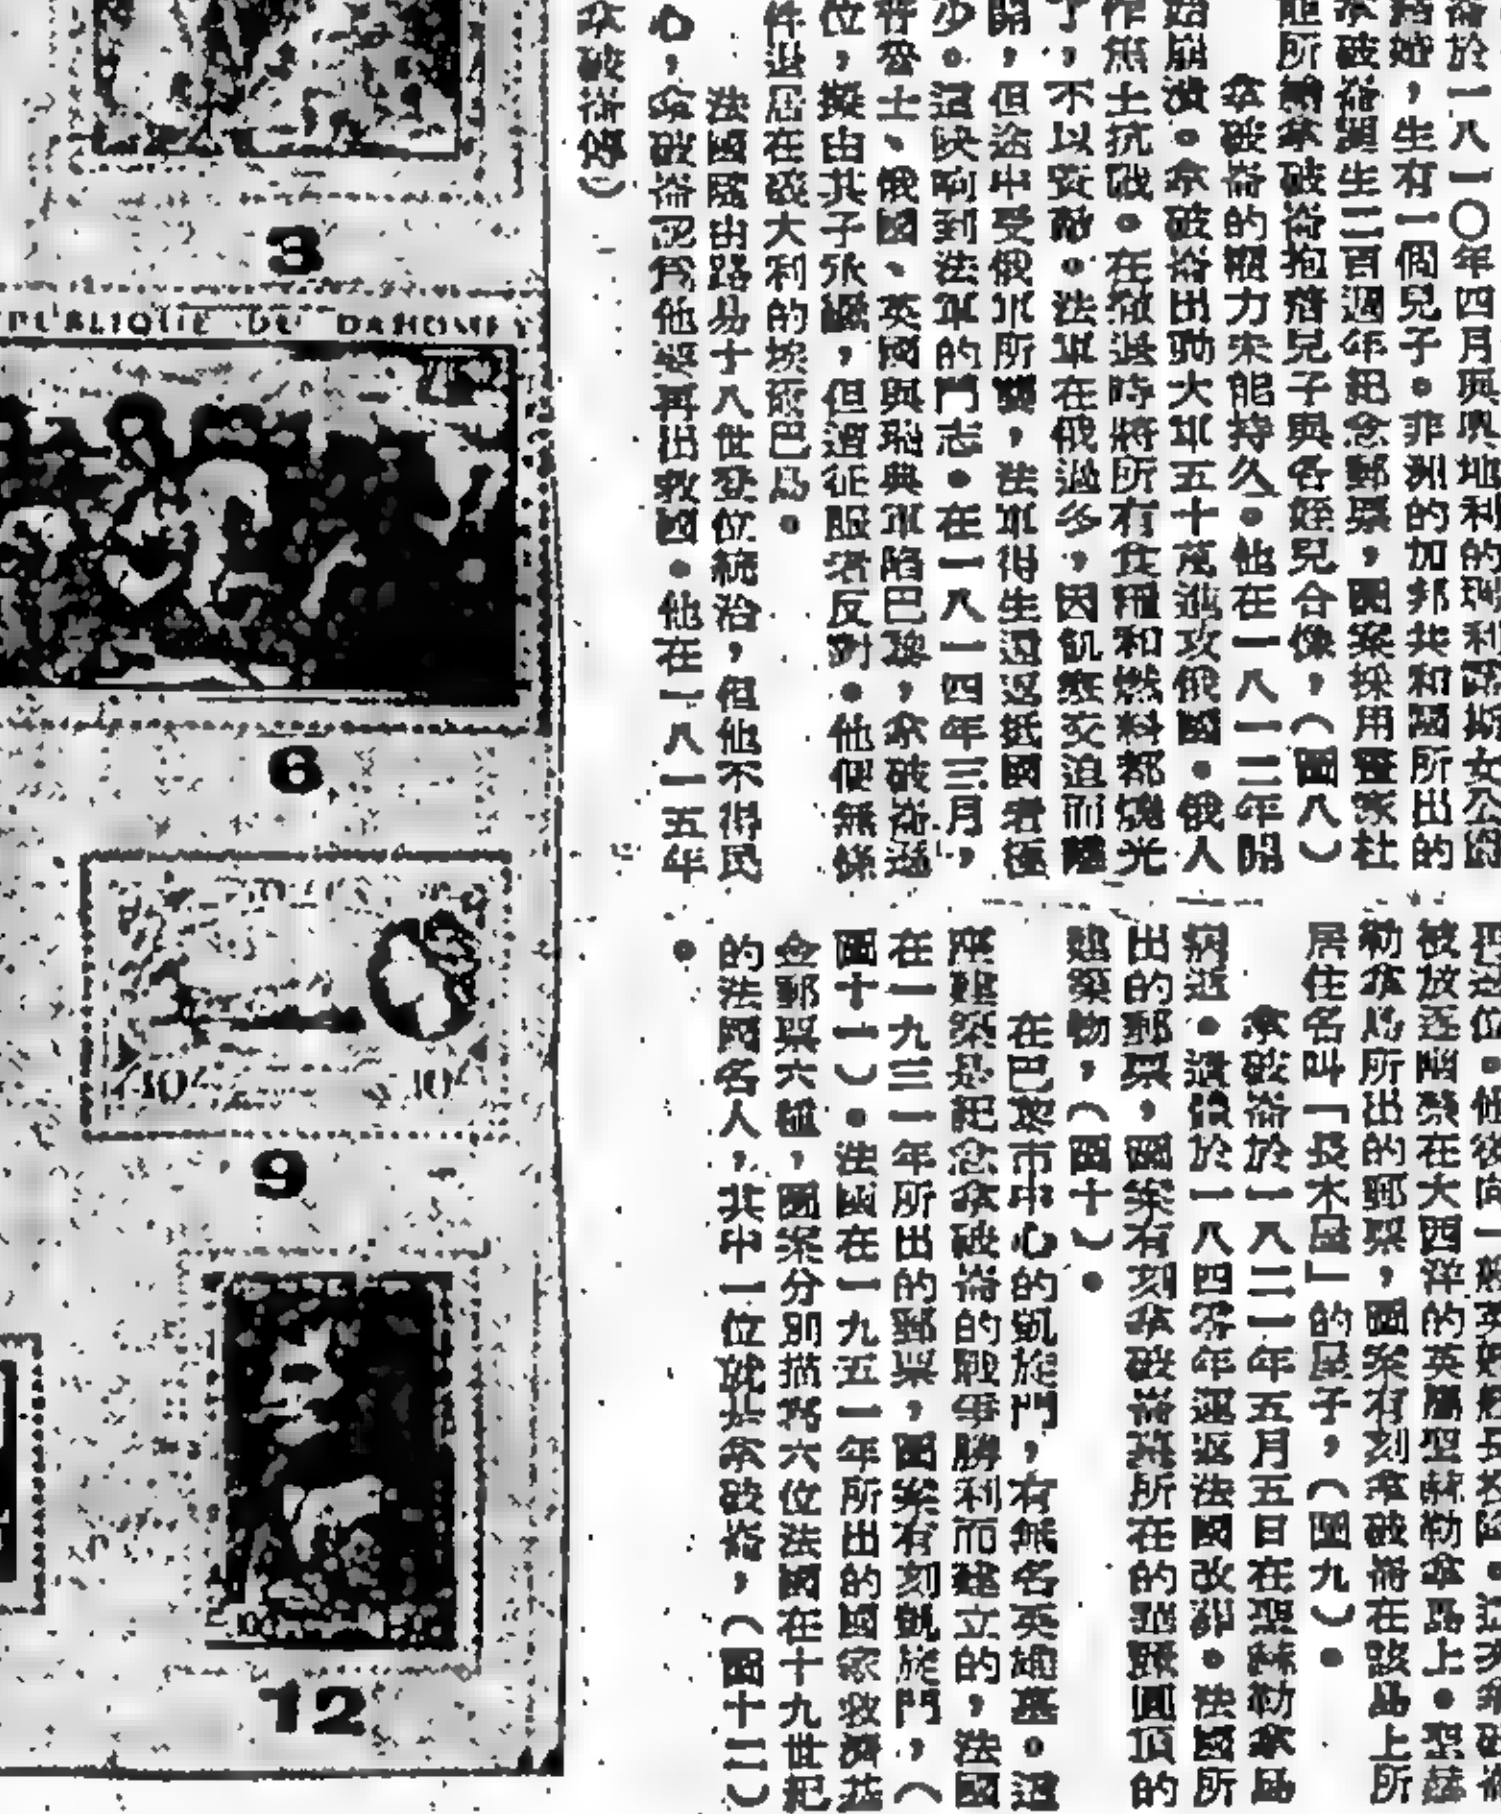 崙於一八一〇年四月與奧地利的瑪利露斯女公爵
結婚，生有一個兒子。非洲的加邦共和國所出的
拿破崙誕生二百週年紀念郵票，圖案採用畫家杜
所繪拿破崙抱着兒子與各姪兒合像，（圖八）
拿破崙的權力未能持久。他在一八一二年開
始崩潰。拿破崙出動大軍五十萬進攻俄國。俄人
作焦土抗戰。在撤退時將所有食糧和燃料都燒光
了，不以資敵。法軍在俄過冬，因飢寒交迫而
，但途中受俄軍所襲，法軍得生還返抵國者極
少。這映响到法軍的鬥志。在一八一四年三月，
普魯士、俄國、英國與瑞典軍陷巴黎，拿破崙遜
位，擬由其子承繼，但遭征服者反對。他便無條
件退居在意大利的埃爾巴島。
法國隨由路易十八世登位統治，但他不得民
心，拿破崙認為他要再出救國。他在一八一五年
拿破崙傳）
3
REPUBLIQUE DU DAHOMEY
6
9
10
10
12
被放逐幽禁在大西洋的英屬聖赫勒拿島上。聖赫
勒拿島所出的郵票，圖案有刻拿破崙在該島上所
居住名叫「長木屋」的屋子，（圖九）。
拿破崙於一八二一年五月五日在聖赫勒拿島
病逝。遺骸於一八四零年運返法國改葬。法國所
出的郵票，圖案有刻拿破崙墓所在的聖殿圓頂的
建築物，（圖十）。
在巴黎市中心的凱旋門，有無名英雄墓。這
座建築是記念拿破崙的戰爭勝利而建立的，法國
在一九三一年所出的郵票，圖案有刻凱旋門，（
圖十一）。法國在一九五一年所出的國家救濟基
金郵票六種，圖案分別描寫六位法國在十九世紀
的法國名人，其中一位就是拿破崙，（圖十二）
。